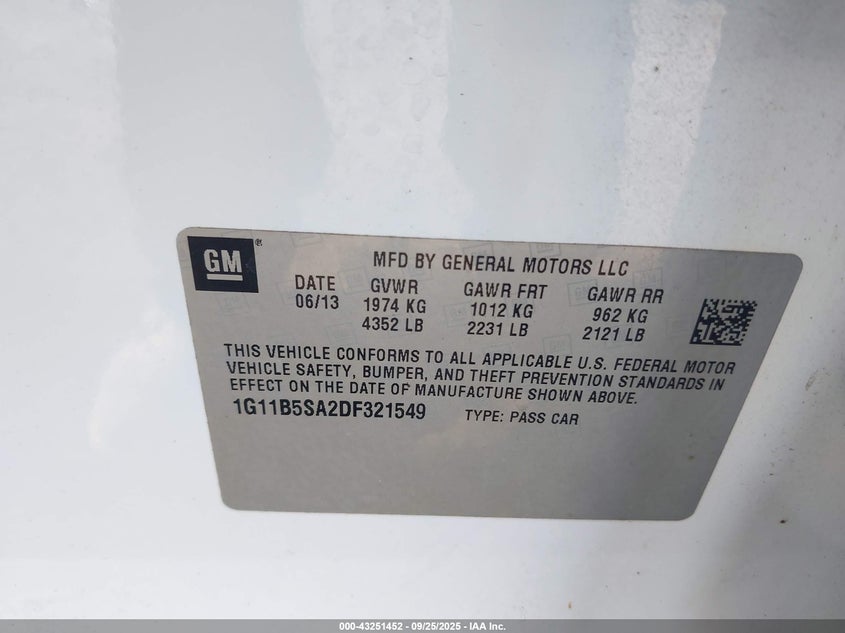 GM ®
MFD BY GENERAL MOTORS LLC
DATE GVWR GAWR FRT GAWR RR
06/13 1974 KG 1012 KG 962 KG
4352 LB 2231 LB 2121 LB
THIS VEHICLE CONFORMS TO ALL APPLICABLE U.S. FEDERAL MOTOR
VEHICLE SAFETY, BUMPER, AND THEFT PREVENTION STANDARDS IN
EFFECT ON THE DATE OF MANUFACTURE SHOWN ABOVE.
1G11B5SA2DF321549 TYPE: PASS CAR
000-43251452 - 09/25/2025 - IAA Inc.